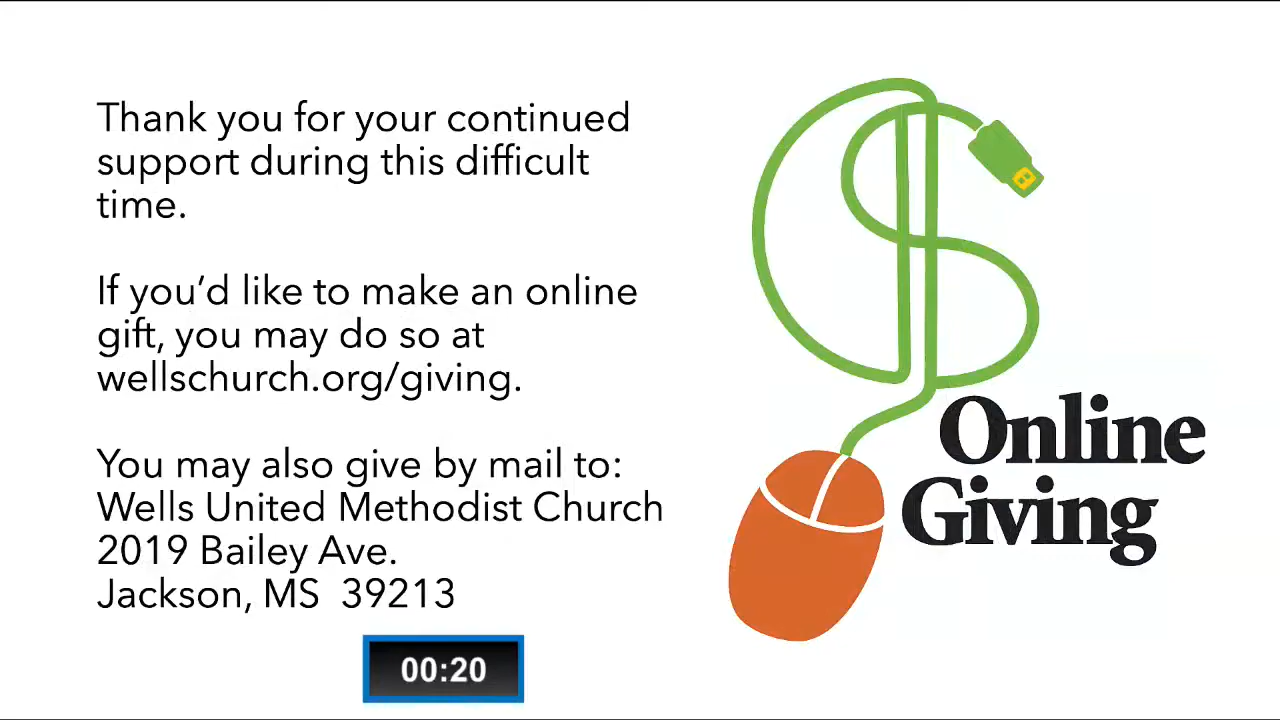 Thank you for your continued
support during this difficult
time.
If you’d like to make an online
gift, you may do so at
wellschurch.org/giving.
You may also give by mail to:
Wells United Methodist Church
2019 Bailey Ave.
Jackson, MS  39213
00:20
Online
Giving